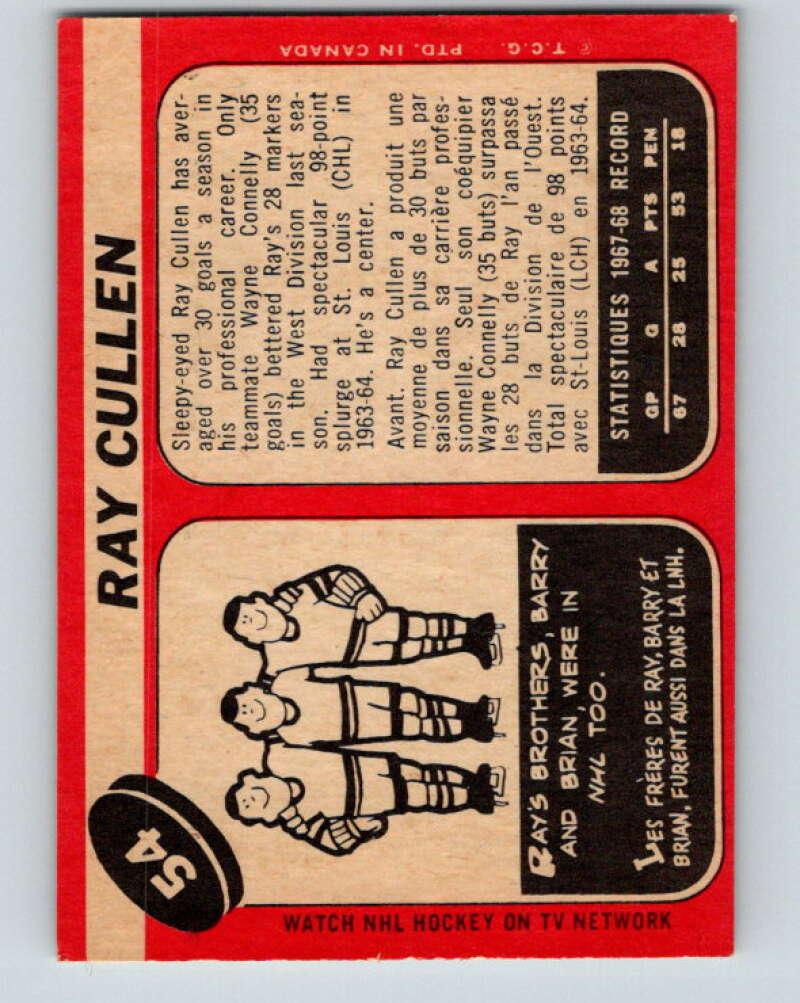 54
RAY CULLEN
WATCH NHL HOCKEY ON TV NETWORK
RAY'S BROTHERS, BARRY
AND BRIAN, WERE IN
NHL TOO.
LES FRÈRES DE RAY, BARRY ET
BRIAN, FURENT AUSSI DANS LA LNH.
Sleepy-eyed Ray Cullen has aver-
aged over 30 goals a season in
his professional career. Only
teammate Wayne Connelly (35
goals) bettered Ray's 28 markers
in the West Division last sea-
son. Had spectacular 98-point
splurge at St. Louis (CHL) in
1963-64. He's a center.
Avant. Ray Cullen a produit une
moyenne de plus de 30 buts par
saison dans sa carrière profes-
sionnelle. Seul son coéquipier
Wayne Connelly (35 buts) surpassa
les 28 buts de Ray l'an passé
dans la Division de l'Ouest.
Total spectaculaire de 98 points
avec St-Louis (LCH) en 1963-64.
STATISTIQUES 1967-68 RECORD
GP G A PTS PEN
67 28 25 53 18
© T.C.G. PTD. IN CANADA